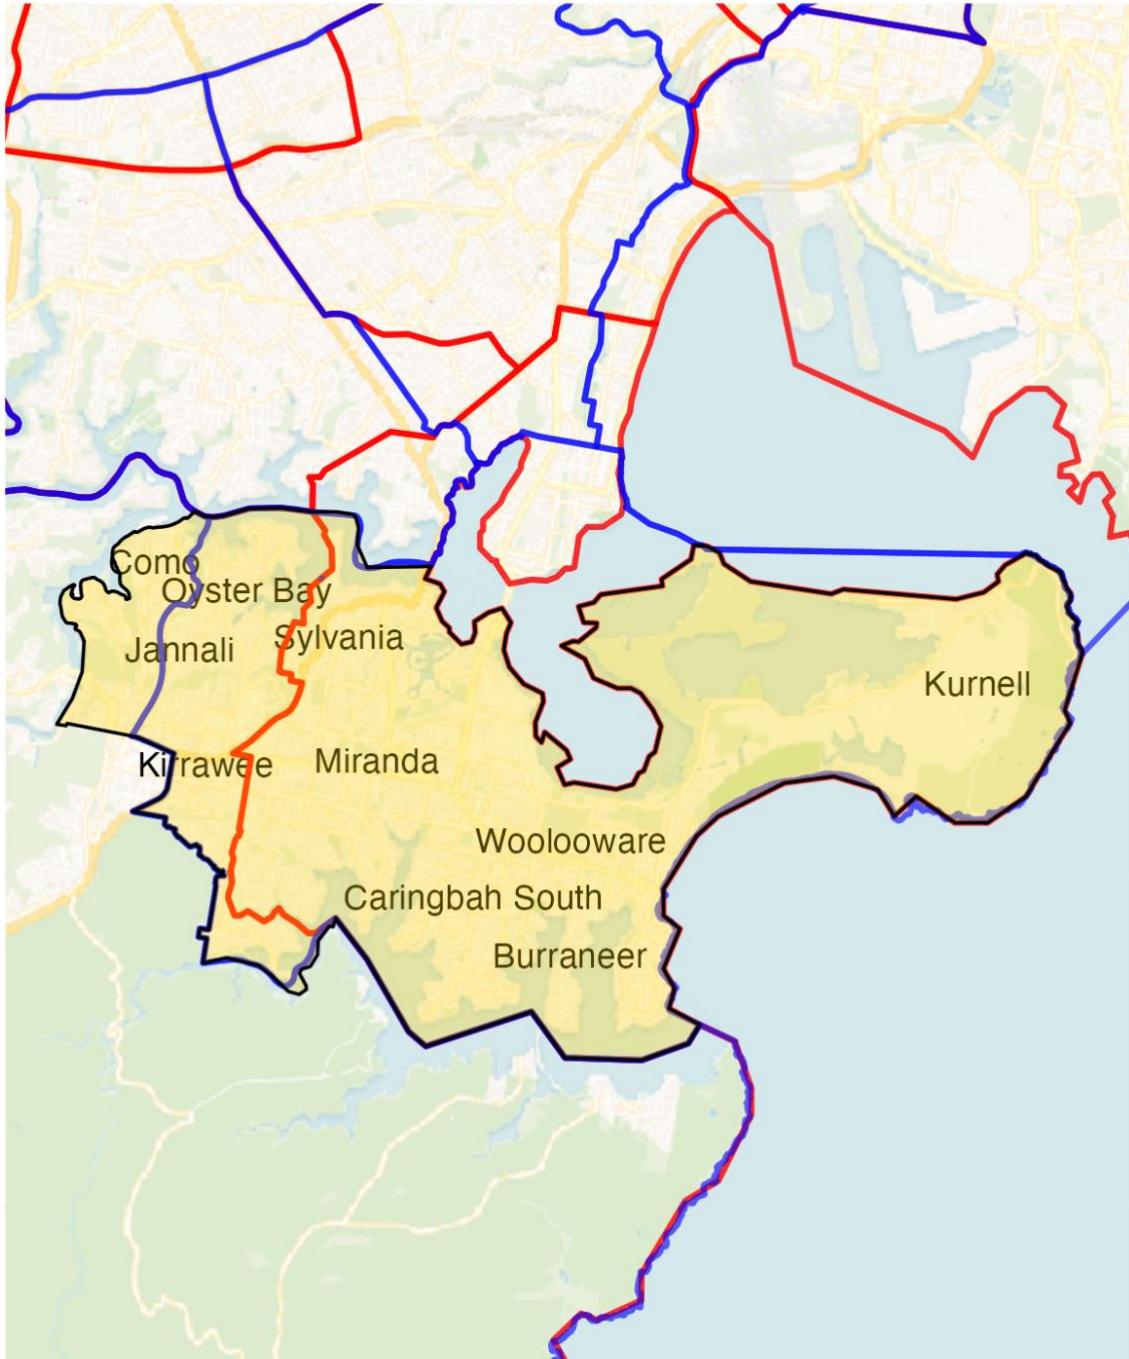 Como
Oyster Bay
Jannali
Sylvania
Kurnell
Kirrawee
Miranda
Woolooware
Caringbah South
Burraneer